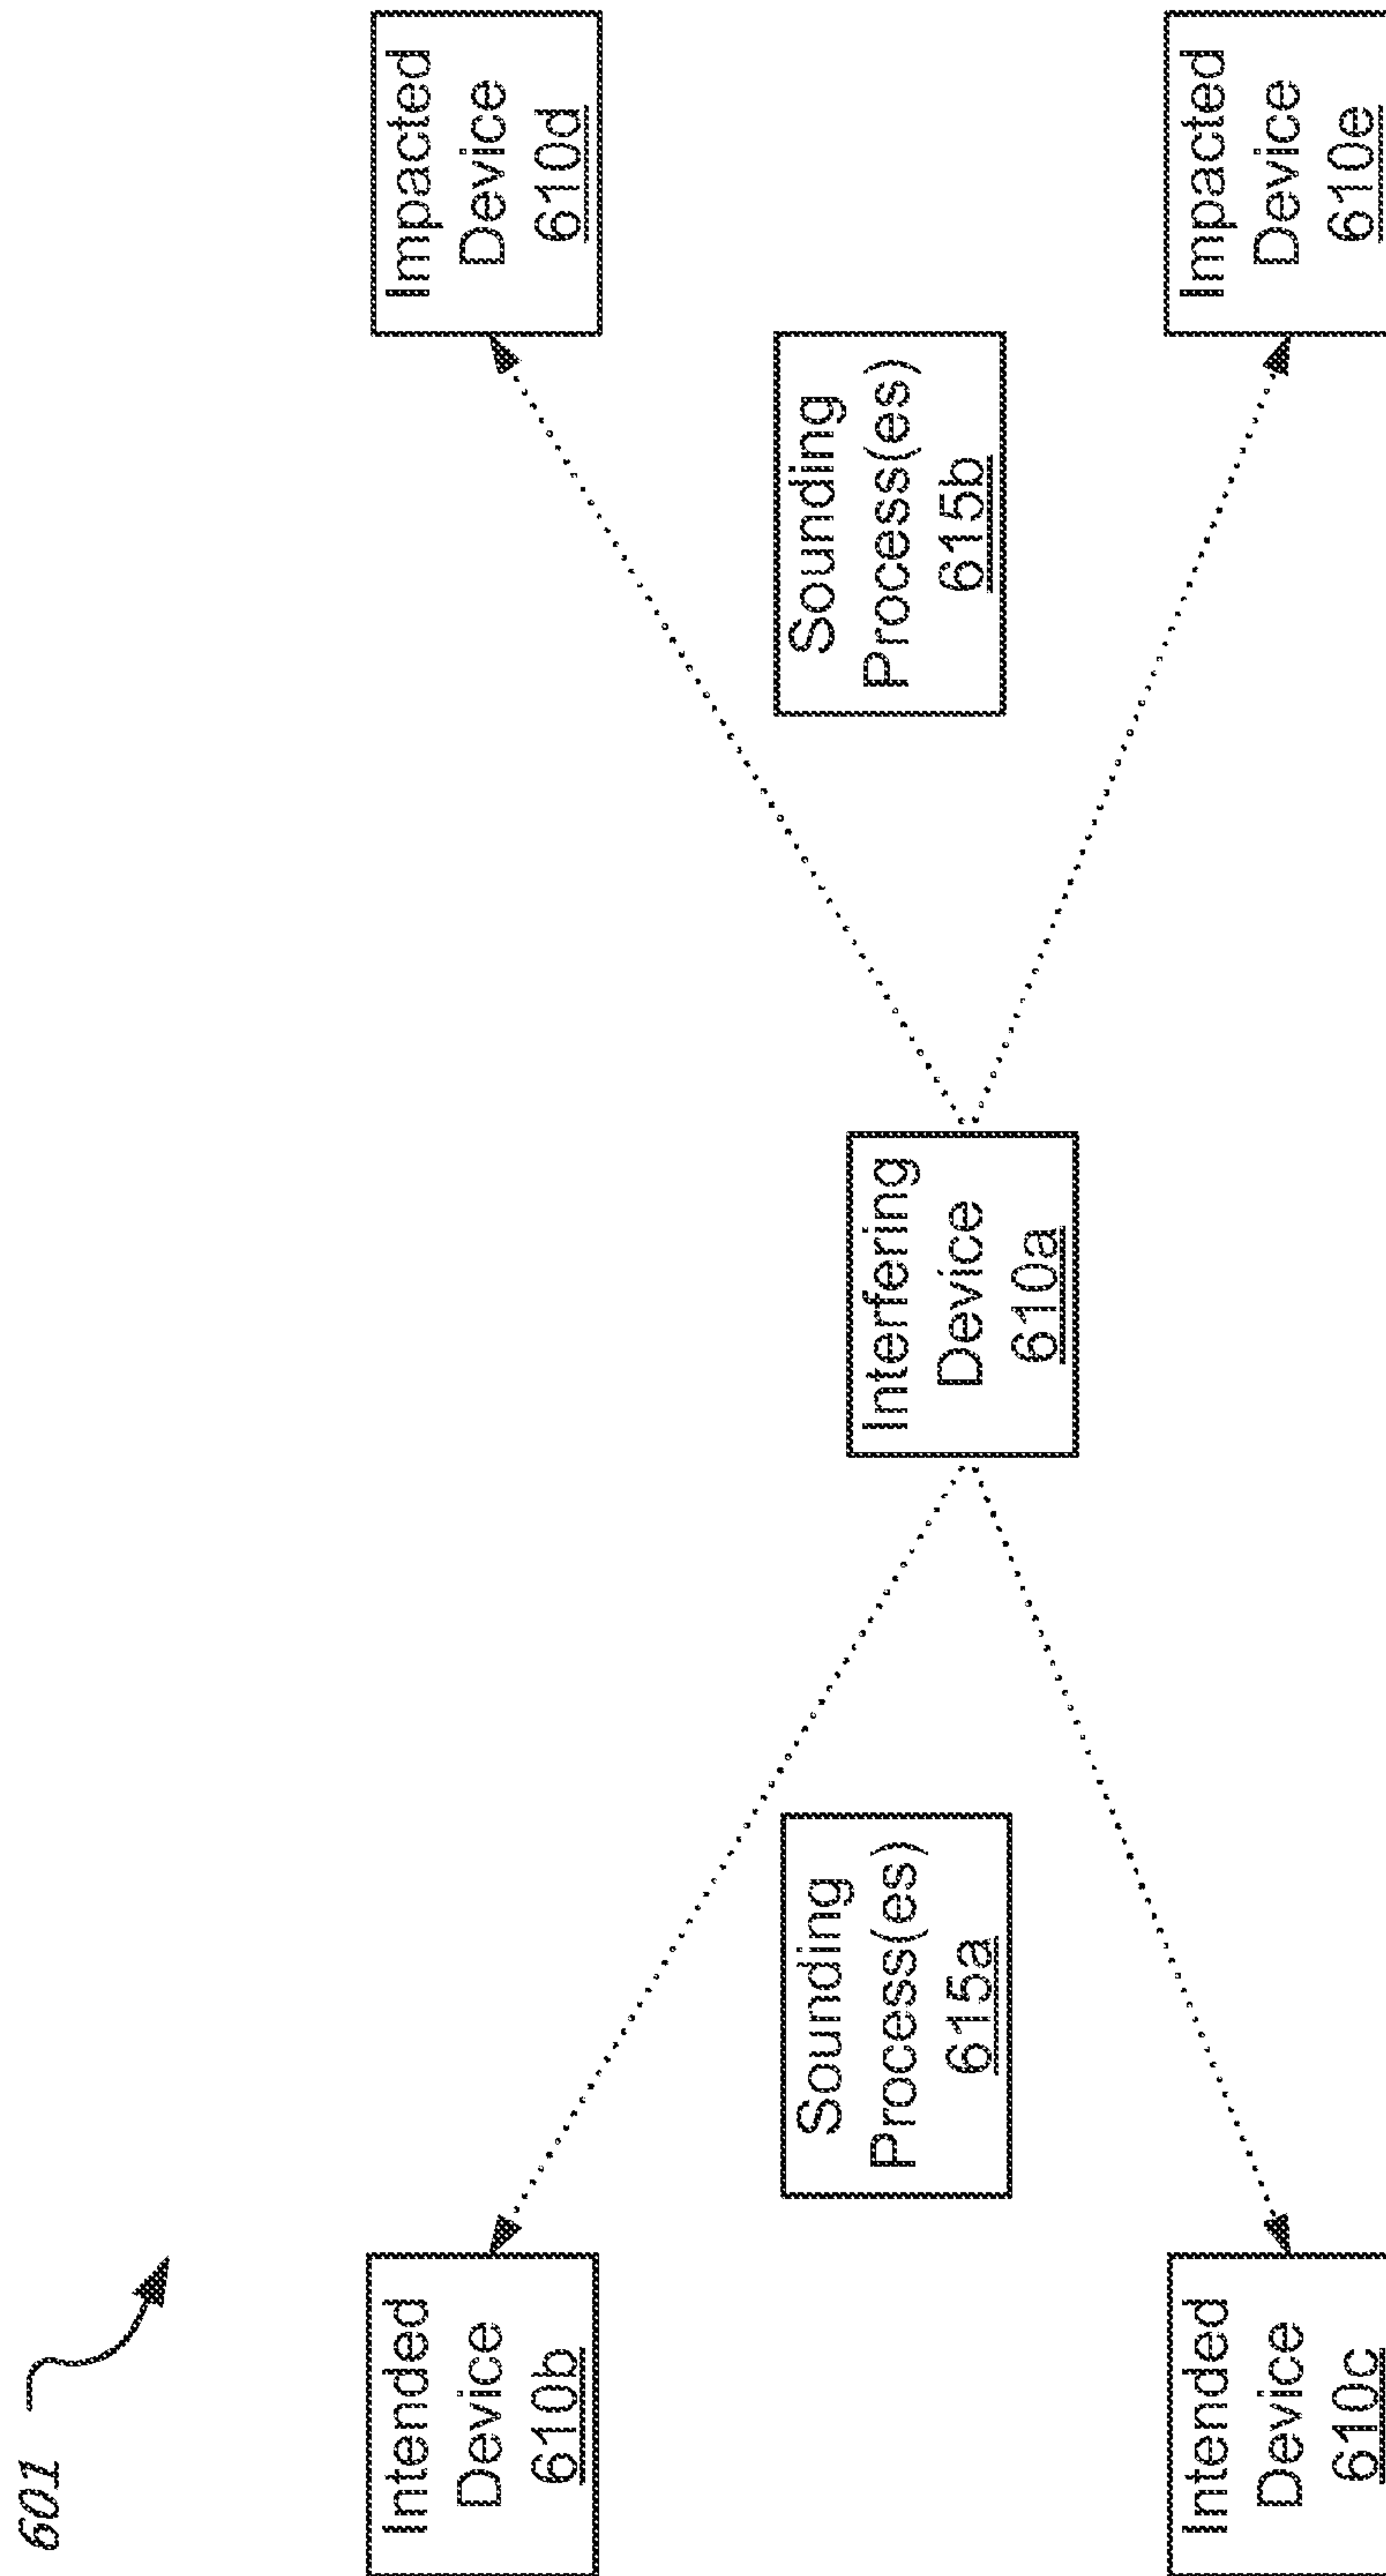 601
Intended
Device
610b
Sounding
Process(es)
615a
Intended
Device
610c
Interfering
Device
610a
Impacted
Device
610d
Sounding
Process(es)
615b
Impacted
Device
610e